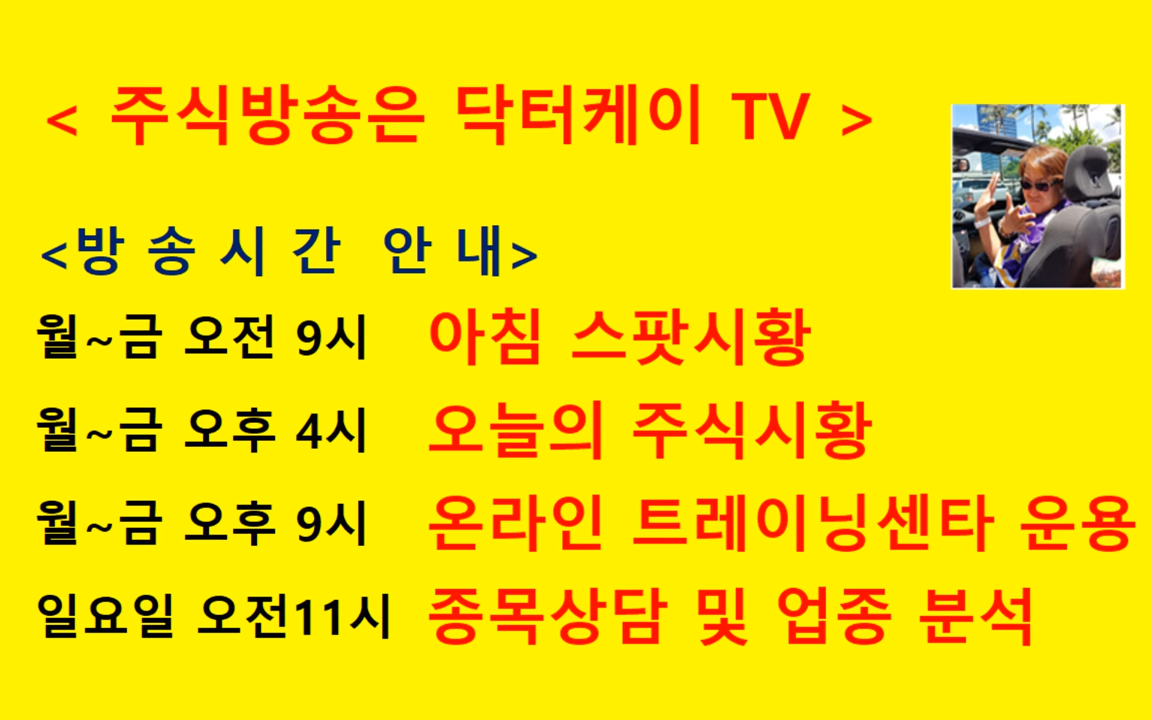 < 주식방송은 닥터케이 TV >
<방 송 시 간 안 내>
월~금 오전 9시 아침 스팟시황
월~금 오후 4시 오늘의 주식시황
월~금 오후 9시 온라인 트레이닝센타 운용
일요일 오전11시 종목상담 및 업종 분석